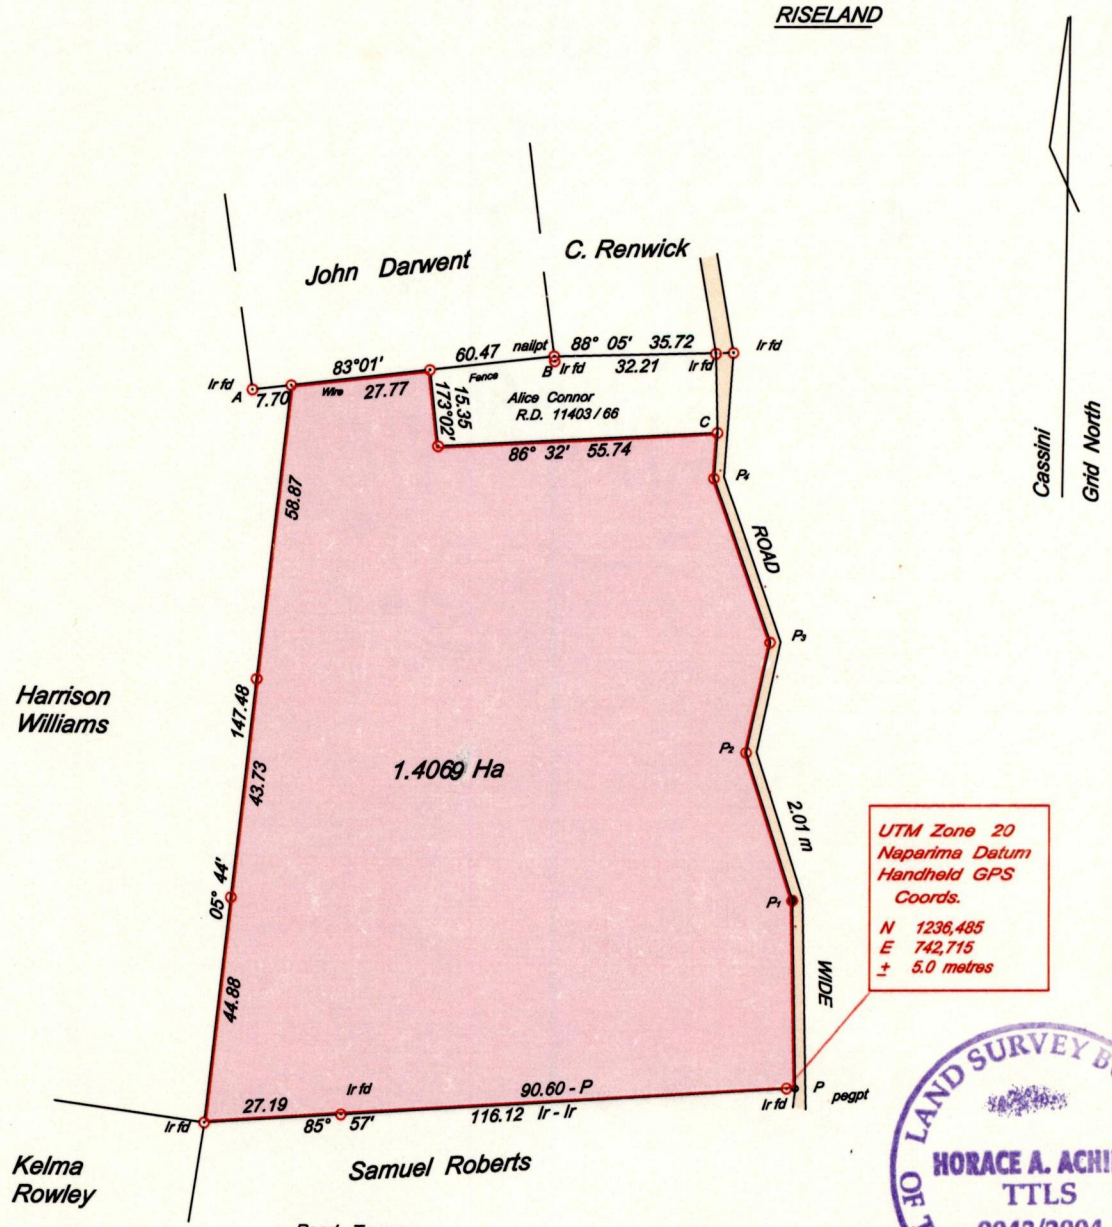 RISELAND
C. Renwick
John Darwent
88° 05' 35.72
Ir fd
nailpt
60.47
B
Ir fd
32.21
Ir fd
83°01'
Fence
Ir fd
A
7.70
Wire
27.77
Alice Connor
R.D. 11403 / 66
15.35
173°02'
C
86° 32' 55.74
Cassini
Grid North
P4
58.87
ROAD
P3
Harrison
Williams
147.48
P2
43.73
1.4069 Ha
2.01 m
UTM Zone 20
Naparima Datum
Handheld GPS
Coords.
N 1236,485
E 742,715
± 5.0 metres
05° 44'
P1
WIDE
44.88
Ir fd
90.60 - P
P
pegpt
Ir fd
27.19
116.12 Ir - Ir
Ir fd
85° 57'
Kelma
Rowley
Samuel Roberts
LAND SURVEY
HORACE A.
TTLS